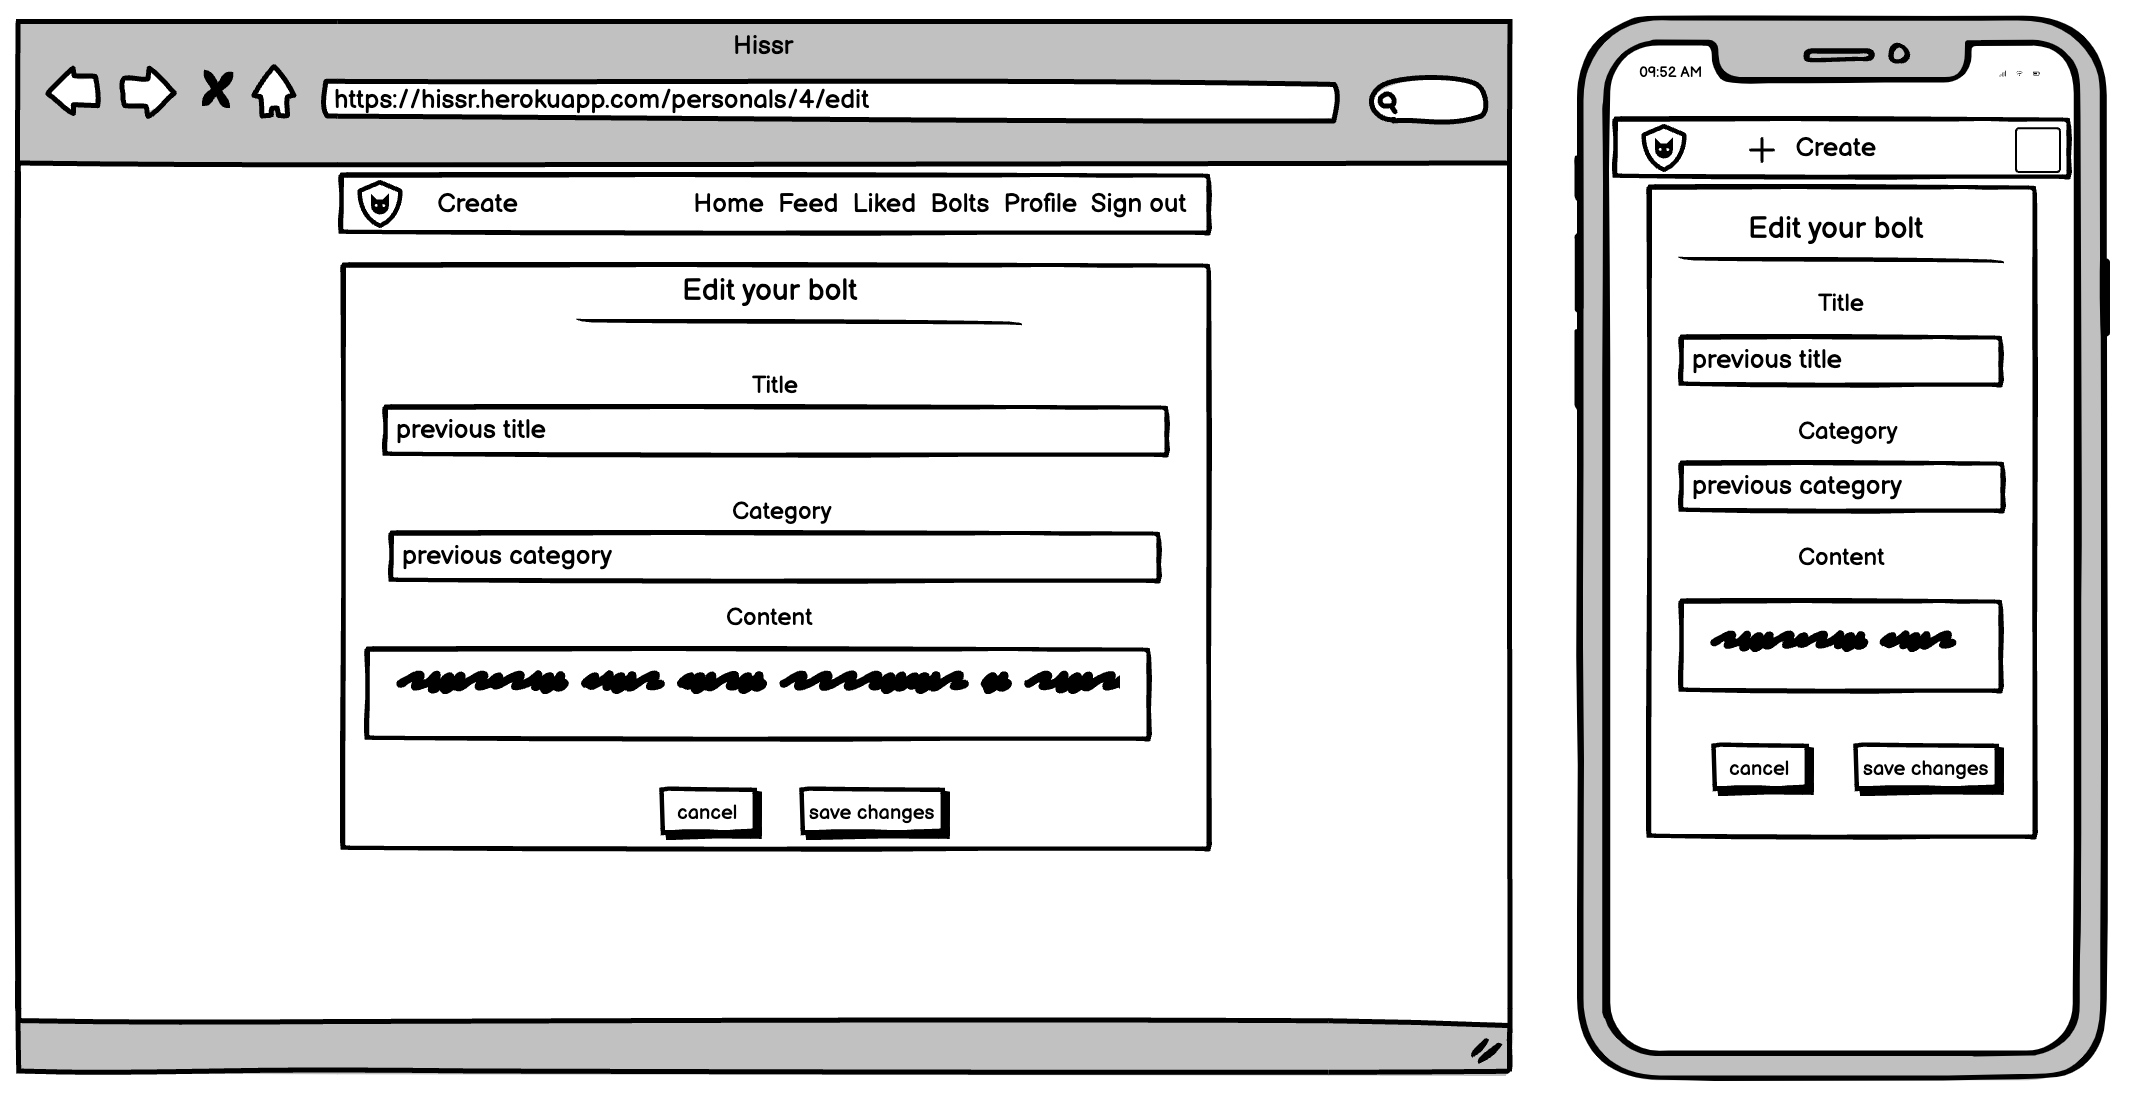 Hissr
https://hissr.herokuapp.com/personals/4/edit
Create Home Feed Liked Bolts Profile Sign out
Edit your bolt
Title
previous title
Category
previous category
Content
cancel save changes
09:52 AM
Create
Edit your bolt
Title
previous title
Category
previous category
Content
cancel save changes